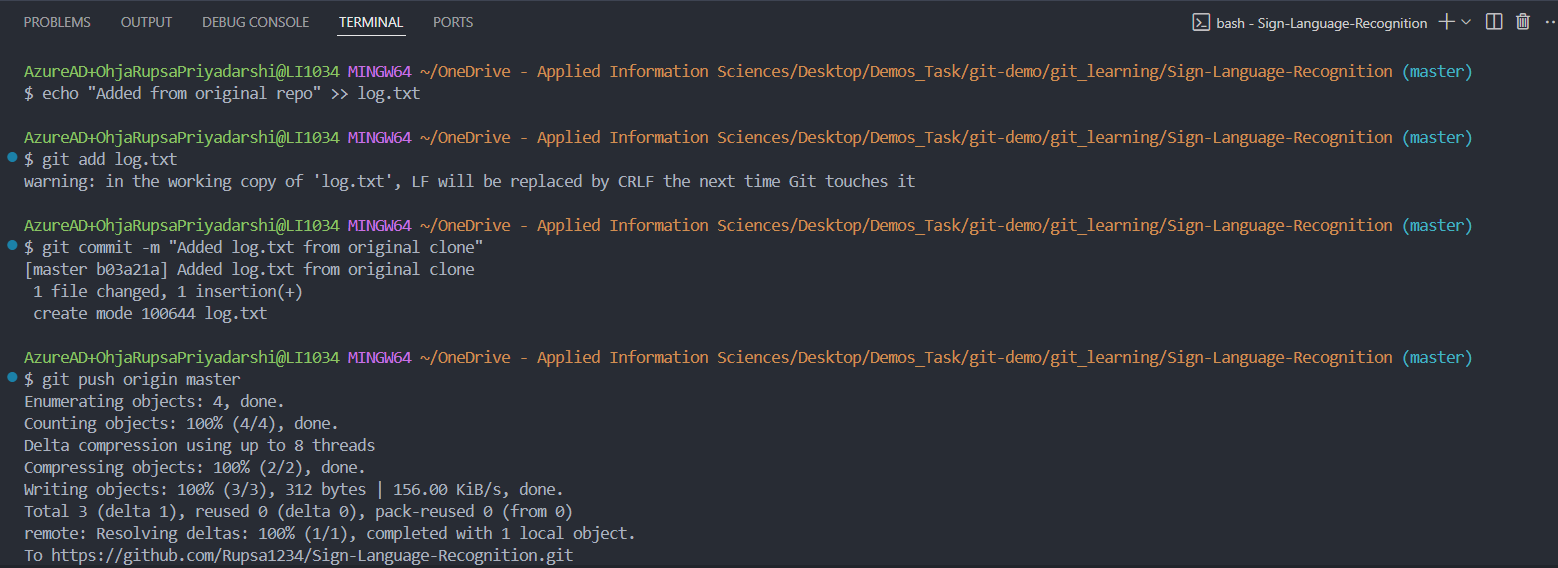 PROBLEMS OUTPUT DEBUG CONSOLE TERMINAL PORTS bash - Sign-Language-Recognition
AzureAD+OhjaRupsaPriyadarshi@LI1034 MINGW64 ~/OneDrive - Applied Information Sciences/Desktop/Demos_Task/git-demo/git_learning/Sign-Language-Recognition (master)
$ echo "Added from original repo" >> log.txt
AzureAD+OhjaRupsaPriyadarshi@LI1034 MINGW64 ~/OneDrive - Applied Information Sciences/Desktop/Demos_Task/git-demo/git_learning/Sign-Language-Recognition (master)
$ git add log.txt
warning: in the working copy of 'log.txt', LF will be replaced by CRLF the next time Git touches it
AzureAD+OhjaRupsaPriyadarshi@LI1034 MINGW64 ~/OneDrive - Applied Information Sciences/Desktop/Demos_Task/git-demo/git_learning/Sign-Language-Recognition (master)
$ git commit -m "Added log.txt from original clone"
[master b03a21a] Added log.txt from original clone
1 file changed, 1 insertion(+)
create mode 100644 log.txt
AzureAD+OhjaRupsaPriyadarshi@LI1034 MINGW64 ~/OneDrive - Applied Information Sciences/Desktop/Demos_Task/git-demo/git_learning/Sign-Language-Recognition (master)
$ git push origin master
Enumerating objects: 4, done.
Counting objects: 100% (4/4), done.
Delta compression using up to 8 threads
Compressing objects: 100% (2/2), done.
Writing objects: 100% (3/3), 312 bytes | 156.00 KiB/s, done.
Total 3 (delta 1), reused 0 (delta 0), pack-reused 0 (from 0)
remote: Resolving deltas: 100% (1/1), completed with 1 local object.
To https://github.com/Rupsa1234/Sign-Language-Recognition.git